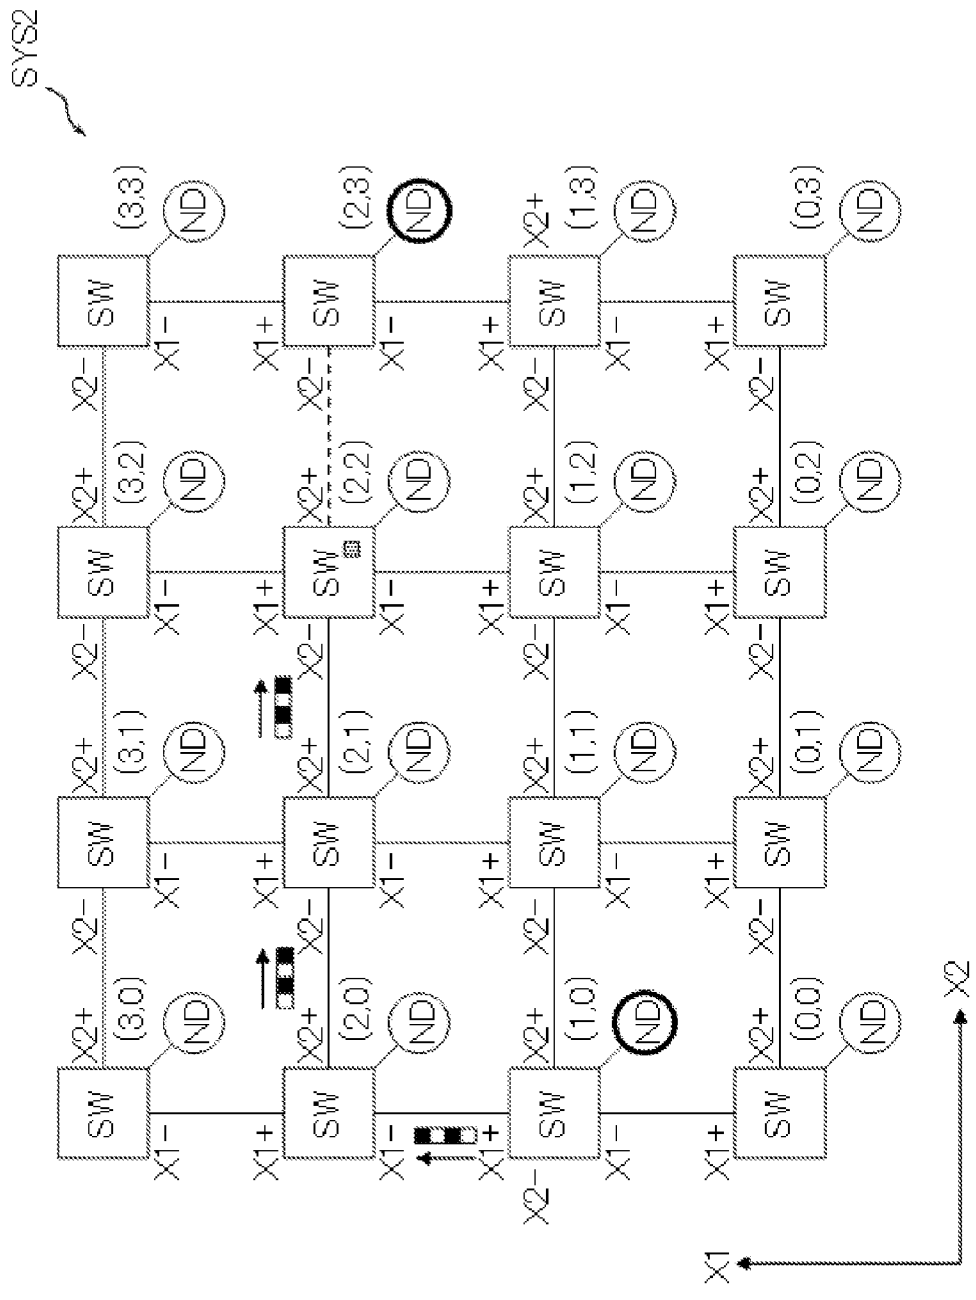 SYS2
SW X2+ X2- SW X2+ X2- SW X2+ X2- SW
(3,0) (3,1) (3,2) (3,3)
X1- X1- X1- X1-
ND ND ND ND
X1+ X1+ X1+ X1+
SW X2+ X2- SW X2+ X2- SW X2+ X2- SW
(2,0) (2,1) (2,2) (2,3)
X1- X1- X1- X1-
ND ND ND ND
X1+ X1+ X1+ X1+
X2- SW X2+ X2- SW X2+ X2- SW X2+ X2- SW X2+
(1,0) (1,1) (1,2) (1,3)
X1- X1- X1- X1-
ND ND ND ND
X1+ X1+ X1+ X1+
SW X2+ X2- SW X2+ X2- SW X2+ X2- SW
(0,0) (0,1) (0,2) (0,3)
ND ND ND ND
X1
X2